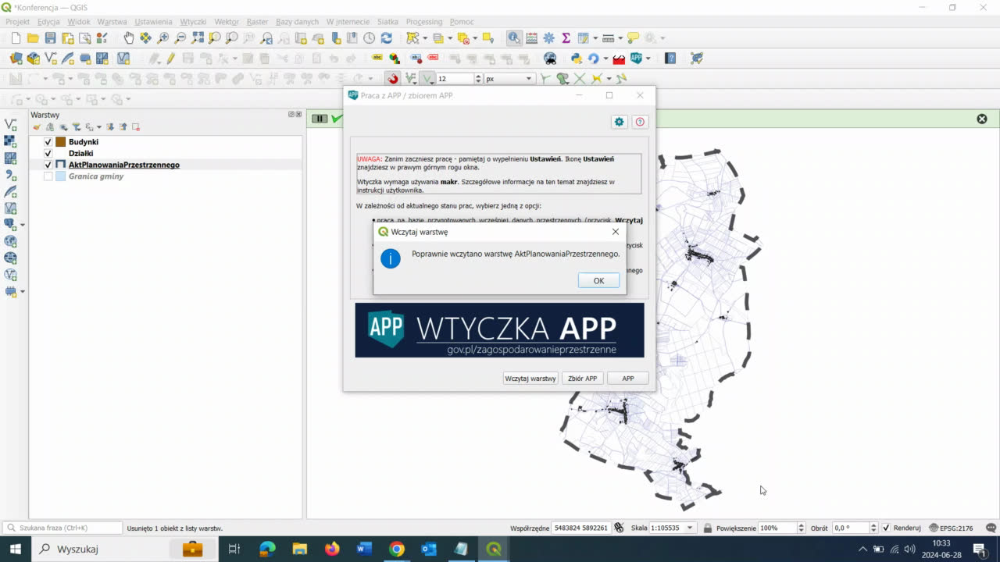 *Konferencja — QGIS
Projekt Edycja Widok Warstwa Ustawienia Wtyczki Wektor Raster Bazy danych W internecie Siatka Processing Pomoc
abc abc abc APP
12 px
Warstwy
Budynki
Działki
AktPlanowaniaPrzestrzennego
Granica gminy
APP Praca z APP / zbiorem APP
UWAGA: Zanim zaczniesz pracę - pamiętaj o wypełnieniu Ustawień. Ikonę Ustawień
znajdziesz w prawym górnym rogu okna.
Wtyczka wymaga używania makr. Szczegółowe informacje na ten temat znajdziesz w
instrukcji użytkownika.
W zależności od aktualnego stanu prac, wybierz jedną z opcji:
• praca na bazie przygotowanych wcześniej danych przestrzennych (przycisk Wczytaj
Wczytaj warstwę
Poprawnie wczytano warstwę AktPlanowaniaPrzestrzennego.
OK
APP WTYCZKA APP
gov.pl/zagospodarowanieprzestrzenne
Wczytaj warstwy Zbiór APP APP
Szukana fraza (Ctrl+K) Usunięto 1 obiekt z listy warstw. Współrzędne 5483824 5892261 Skala 1:105535 Powiększenie 100% Obrót 0,0 ° Renderuj EPSG:2176
Wyszukaj
10:33
2024-06-28